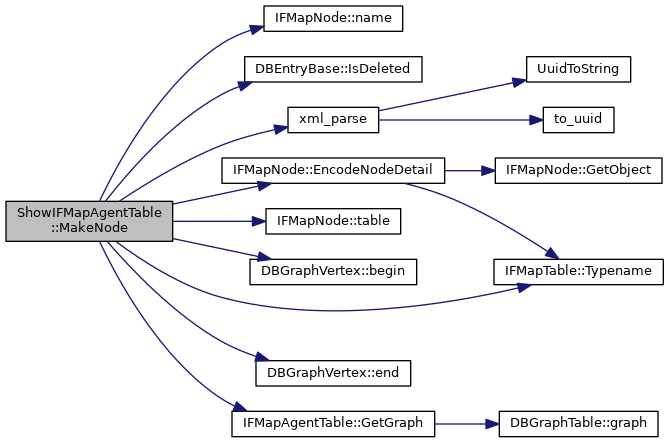 IFMapNode::name
DBEntryBase::IsDeleted
UuidToString
xml_parse
to_uuid
IFMapNode::EncodeNodeDetail
IFMapNode::GetObject
ShowIFMapAgentTable
::MakeNode
IFMapNode::table
DBGraphVertex::begin
IFMapTable::Typename
DBGraphVertex::end
IFMapAgentTable::GetGraph
DBGraphTable::graph